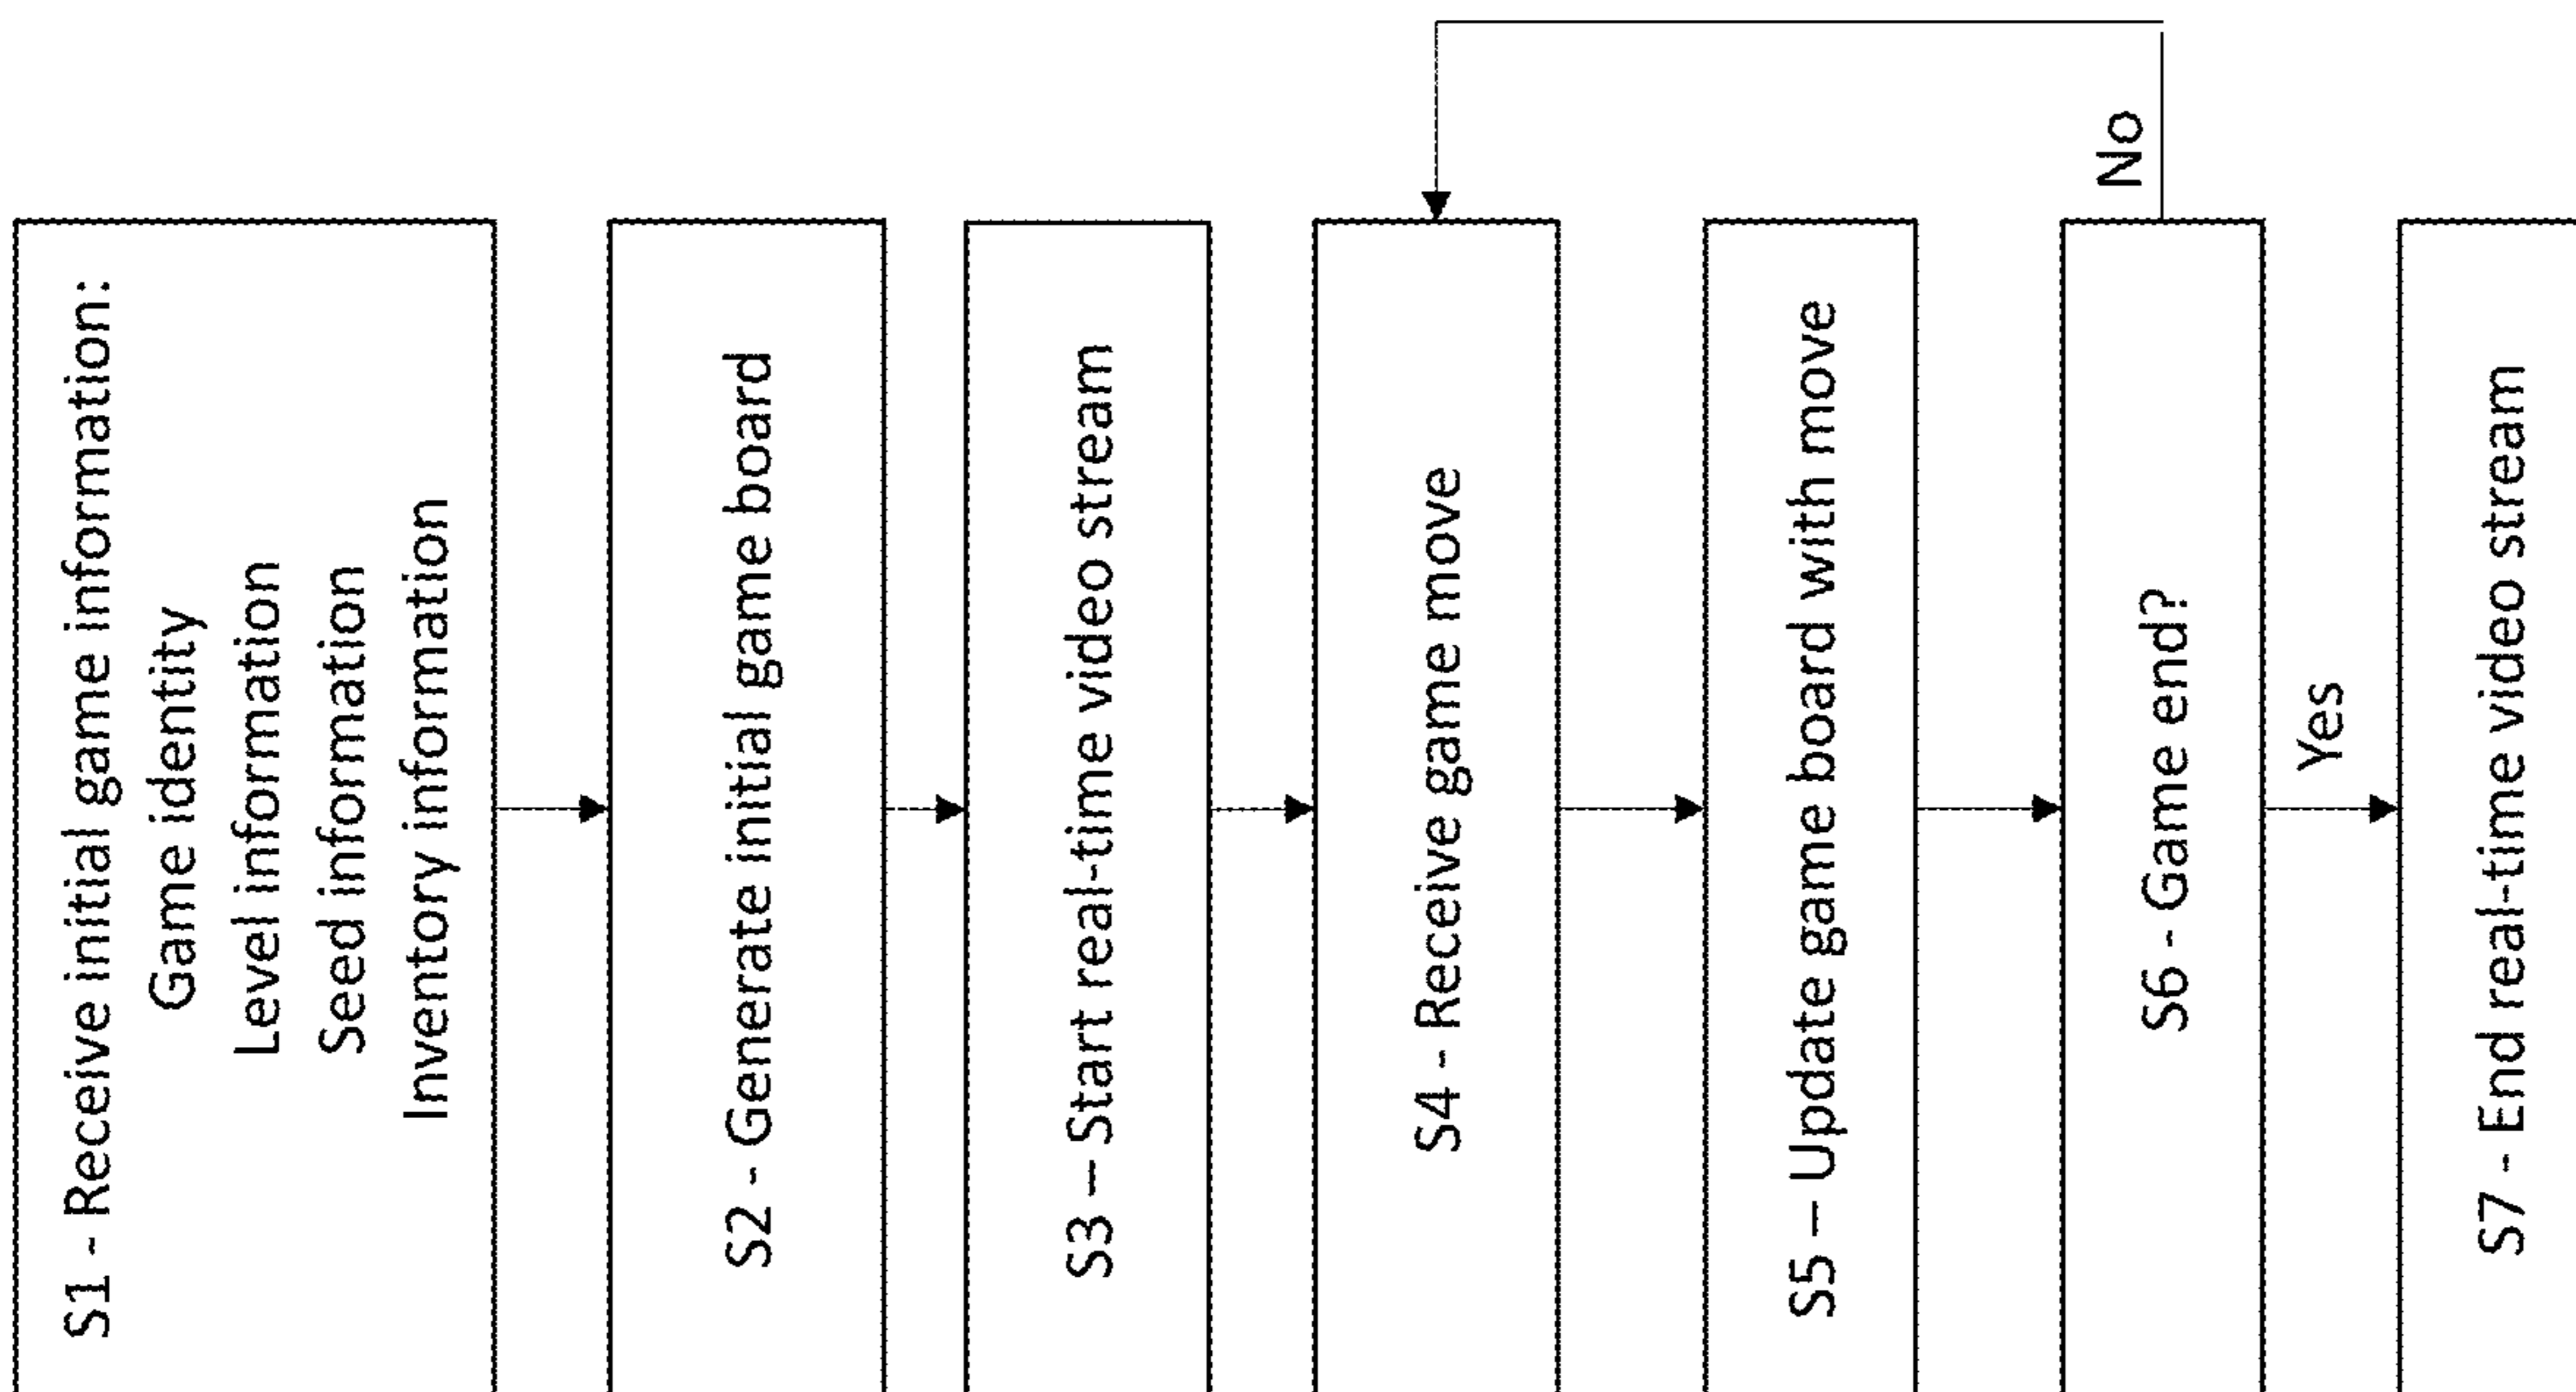 S1 - Receive initial game information:
Game identity
Level information
Seed information
Inventory information
S2 - Generate initial game board
S3 – Start real-time video stream
S4 - Receive game move
S5 – Update game board with move
S6 - Game end?
No
Yes
S7 - End real-time video stream